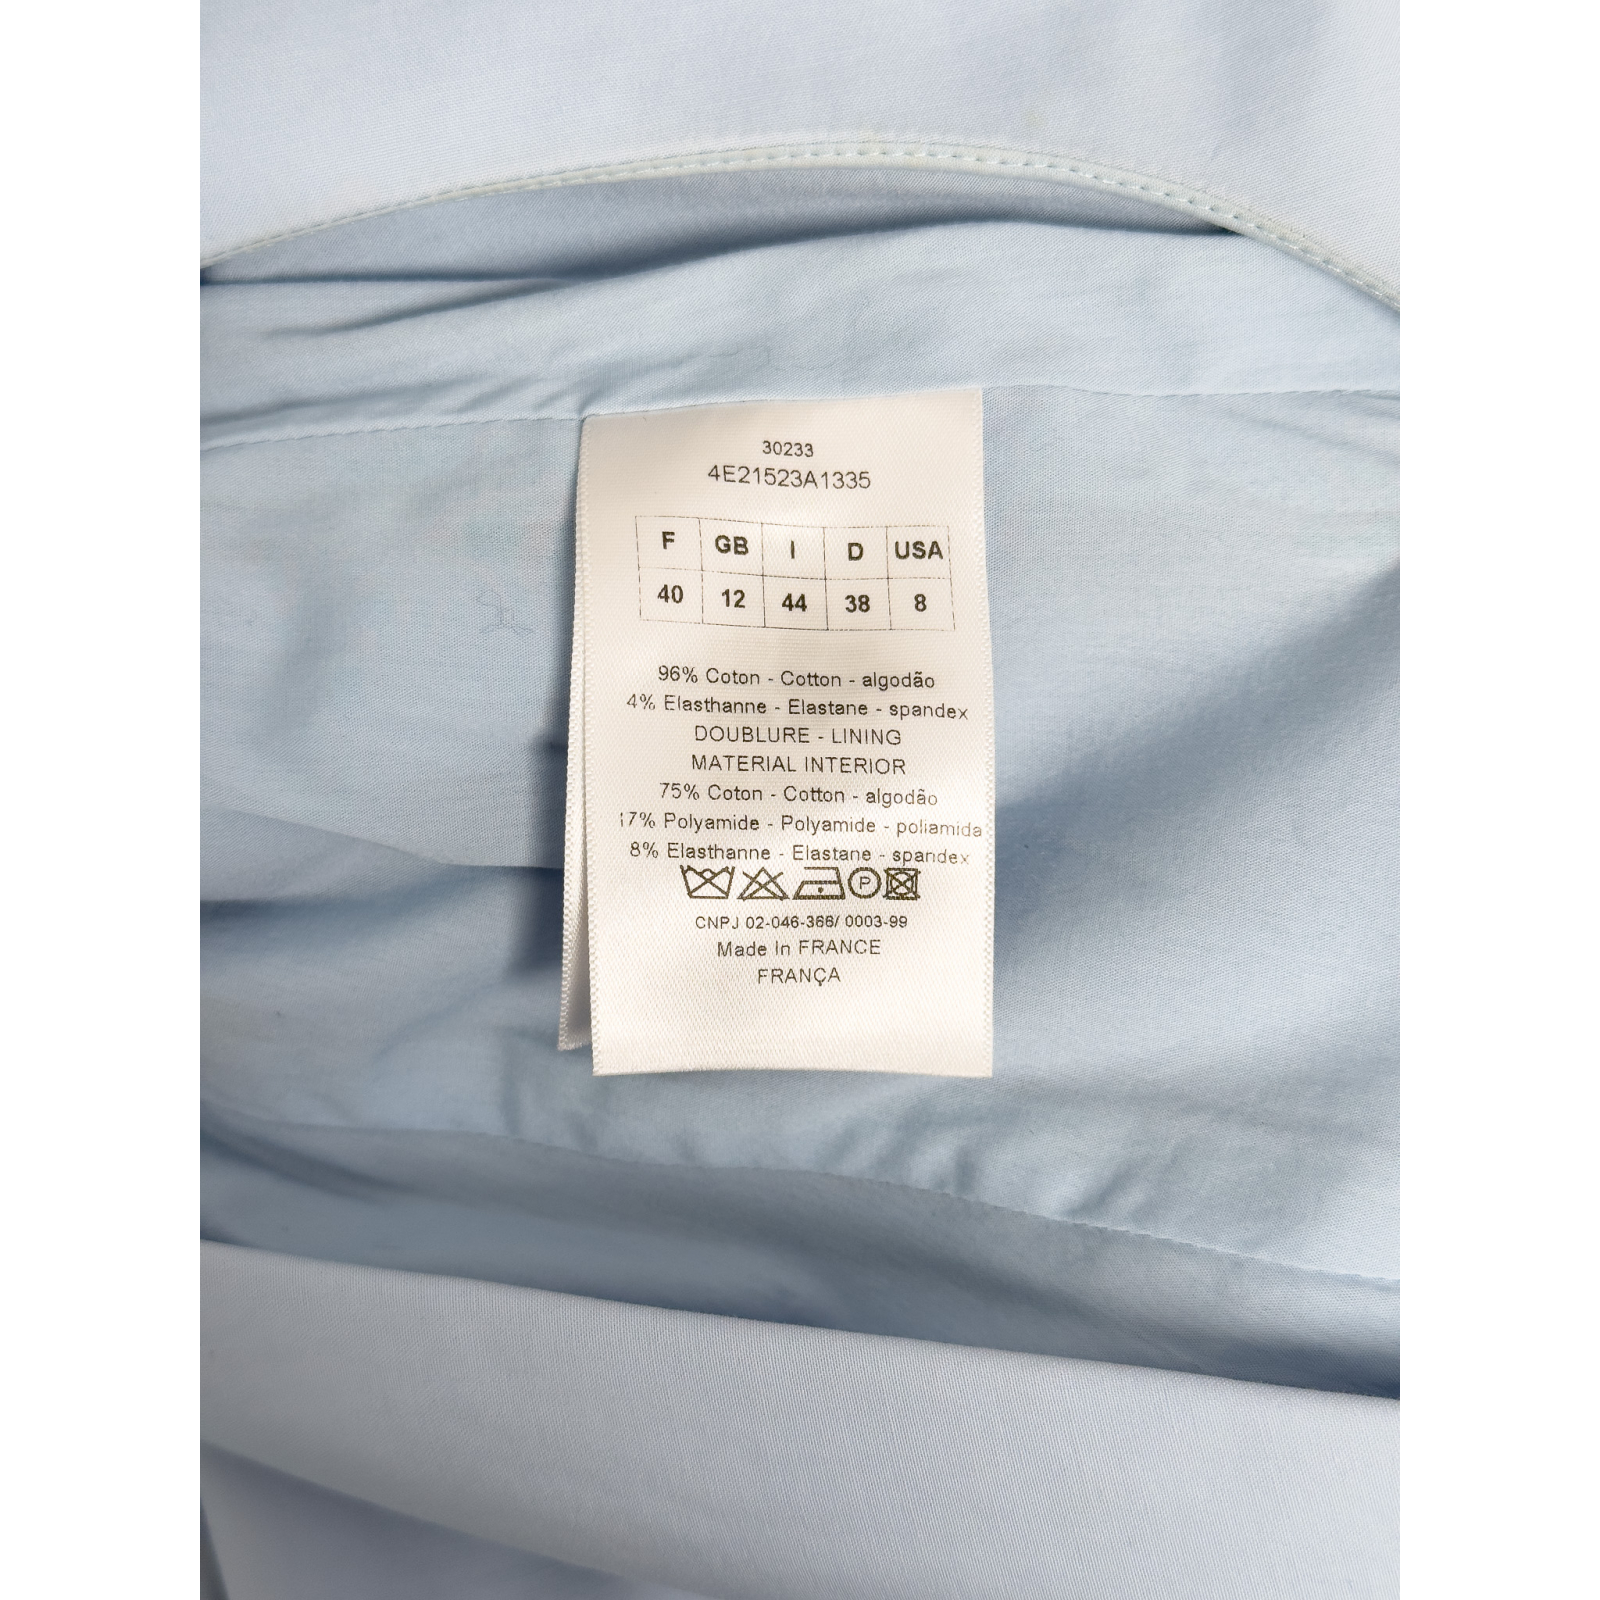 30233
4E21523A1335
F GB I D USA
40 12 44 38 8
96% Coton - Cotton - algodão
4% Elasthanne - Elastane - spandex
DOUBLURE - LINING
MATERIAL INTERIOR
75% Coton - Cotton - algodão
17% Polyamide - Polyamide - poliamida
8% Elasthanne - Elastane - spandex
P
CNPJ 02-046-366/ 0003-99
Made In FRANCE
FRANÇA